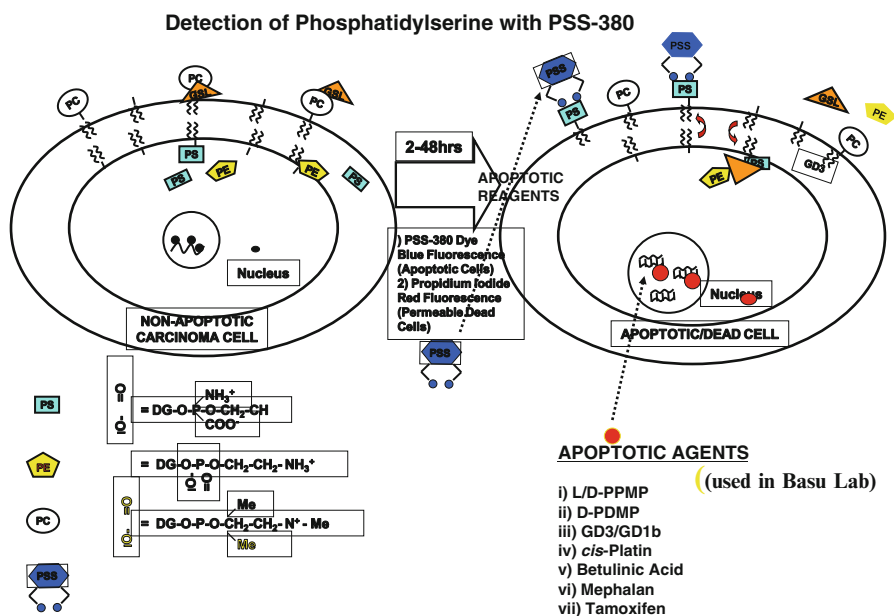 Detection of Phosphatidylserine with PSS-380
PC
PC
GSL
PC
GSL
PS
PS
PE
PE
PS
Nucleus
NON-APOPTOTIC
CARCINOMA CELL
2-48hrs
APOPTOTIC
REAGENTS
) PSS-380 Dye
Blue Fluorescence
(Apoptotic Cells)
2) Propidium Iodide
Red Fluorescence
(Permeable Dead
Cells)
PSS
PSS
PSS
PS
PC
PS
GSL
PE
PC
GD3
PE
GS
Nucleus
APOPTOTIC/DEAD CELL
PS
O=
-O-
NH3+
= DG-O-P-O-CH2-CH
COO-
PE
= DG-O-P-O-CH2-CH2- NH3+
-O-
O=
PC
O=
-O-
Me
= DG-O-P-O-CH2-CH2- N+ - Me
Me
PSS
APOPTOTIC AGENTS
(used in Basu Lab)
i) L/D-PPMP
ii) D-PDMP
iii) GD3/GD1b
iv) cis-Platin
v) Betulinic Acid
vi) Mephalan
vii) Tamoxifen